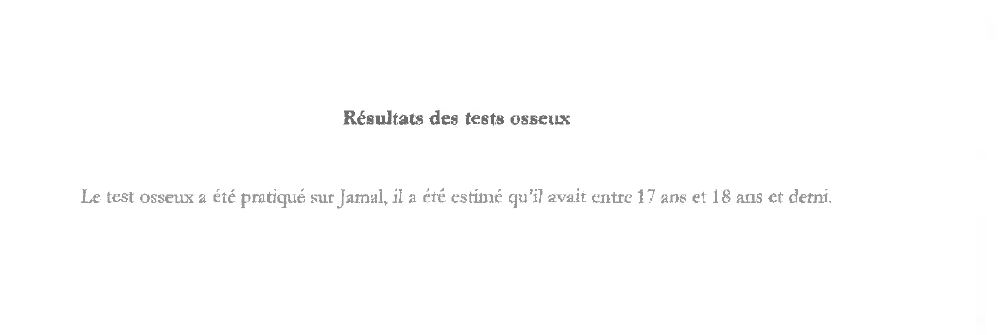 Résultats des tests osseux
Le test osseux a été pratiqué sur Jamal, il a été estimé qu'il avait entre 17 ans et 18 ans et demi.